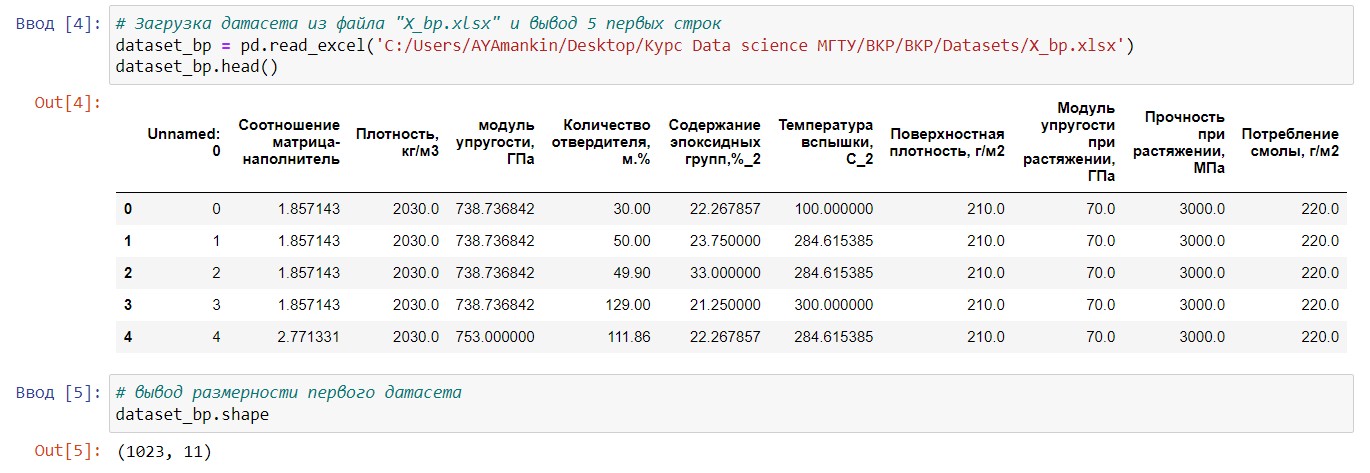 Ввод [4]: # Загрузка датасета из файла "X_bp.xlsx" и вывод 5 первых строк
dataset_bp = pd.read_excel('C:/Users/AYAmankin/Desktop/Курс Data science МГТУ/ВКР/ВКР/Datasets/X_bp.xlsx')
dataset_bp.head()
Out[4]:
Unnamed: 0 Соотношение матрица-наполнитель Плотность, кг/м3 модуль упругости, ГПа Количество отвердителя, м.% Содержание эпоксидных групп,%_2 Температура вспышки, С_2 Поверхностная плотность, г/м2 Модуль упругости при растяжении, ГПа Прочность при растяжении, МПа Потребление смолы, г/м2
0 0 1.857143 2030.0 738.736842 30.00 22.267857 100.000000 210.0 70.0 3000.0 220.0
1 1 1.857143 2030.0 738.736842 50.00 23.750000 284.615385 210.0 70.0 3000.0 220.0
2 2 1.857143 2030.0 738.736842 49.90 33.000000 284.615385 210.0 70.0 3000.0 220.0
3 3 1.857143 2030.0 738.736842 129.00 21.250000 300.000000 210.0 70.0 3000.0 220.0
4 4 2.771331 2030.0 753.000000 111.86 22.267857 284.615385 210.0 70.0 3000.0 220.0
Ввод [5]: # вывод размерности первого датасета
dataset_bp.shape
Out[5]: (1023, 11)